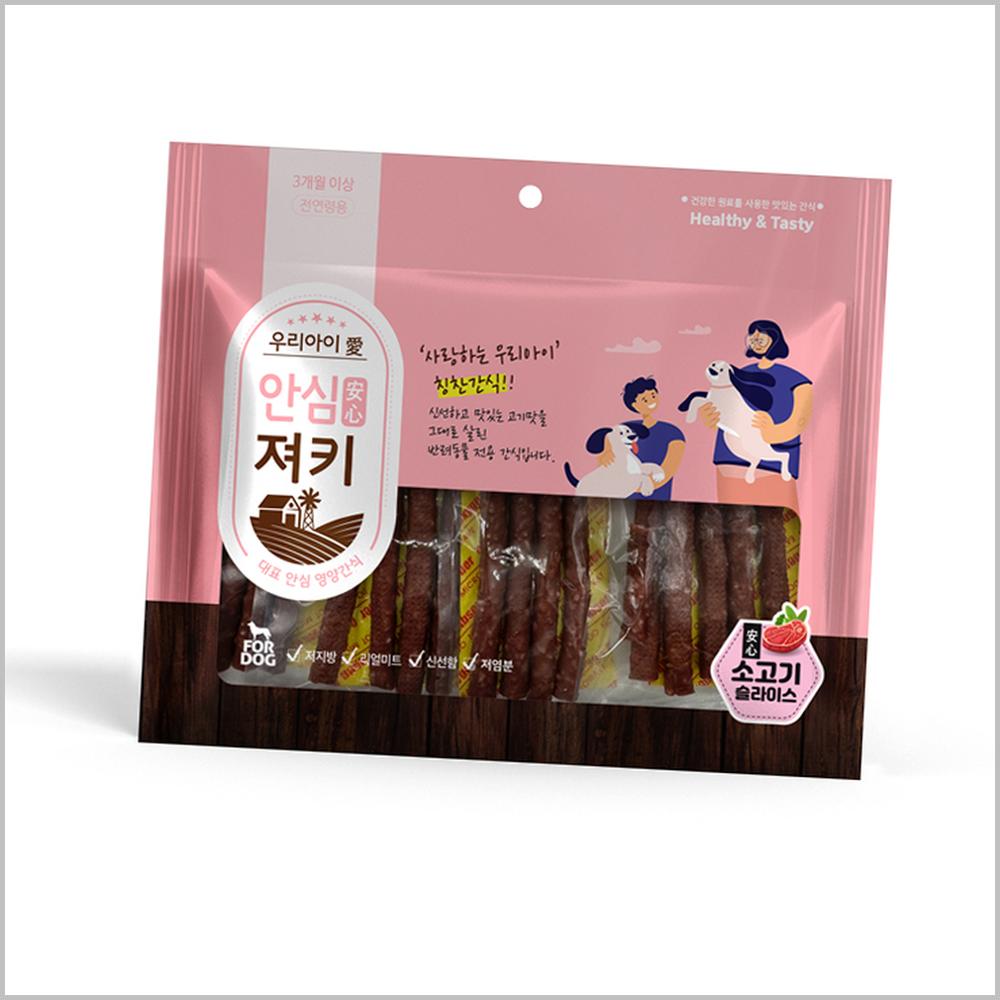 3개월 이상
전연령용
건강한 원료를 사용한 맛있는 간식
Healthy & Tasty
우리아이 愛
안심 安心
져키
대표 안심 영양간식
'사랑하는 우리아이'
칭찬간식!!
신선하고 맛있는 고기맛을
그대로 살린
반려동물 전용 간식입니다.
FOR
DOG
저지방
리얼미트
신선함
저염분
安心
소고기
슬라이스